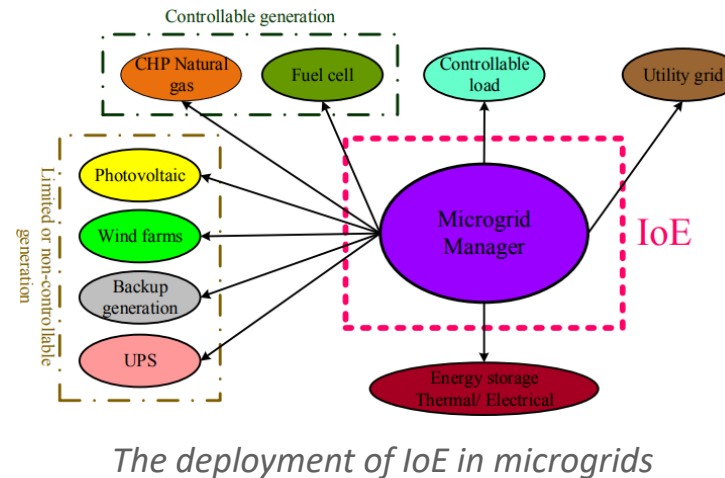 Controllable generation
CHP Natural
gas
Fuel cell
Controllable
load
Utility grid
Limited or non-controllable
generation
Photovoltaic
Wind farms
Backup
generation
UPS
Microgrid
Manager
IoE
Energy storage
Thermal/ Electrical
The deployment of IoE in microgrids